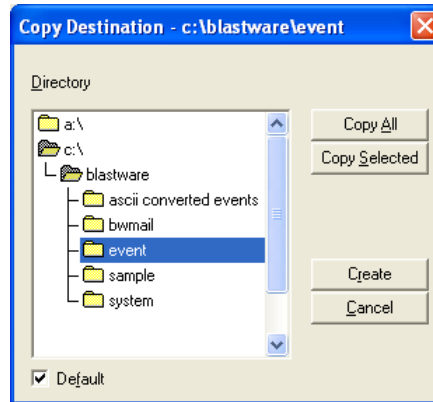 Copy Destination - c:\blastware\event
Directory
a:\
c:\
blastware
ascii converted events
bwmail
event
sample
system
Copy All
Copy Selected
Create
Cancel
Default